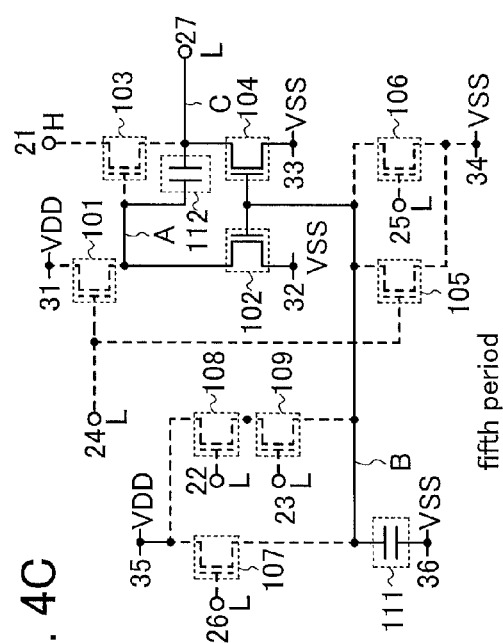 . 4C
21
H
31
VDD
101
103
27
L
C
A
24
L
112
104
102
32
VSS
33
VSS
35
VDD
108
26
L
107
22
L
109
23
L
25
L
106
105
34
VSS
B
111
36
VSS
fifth period